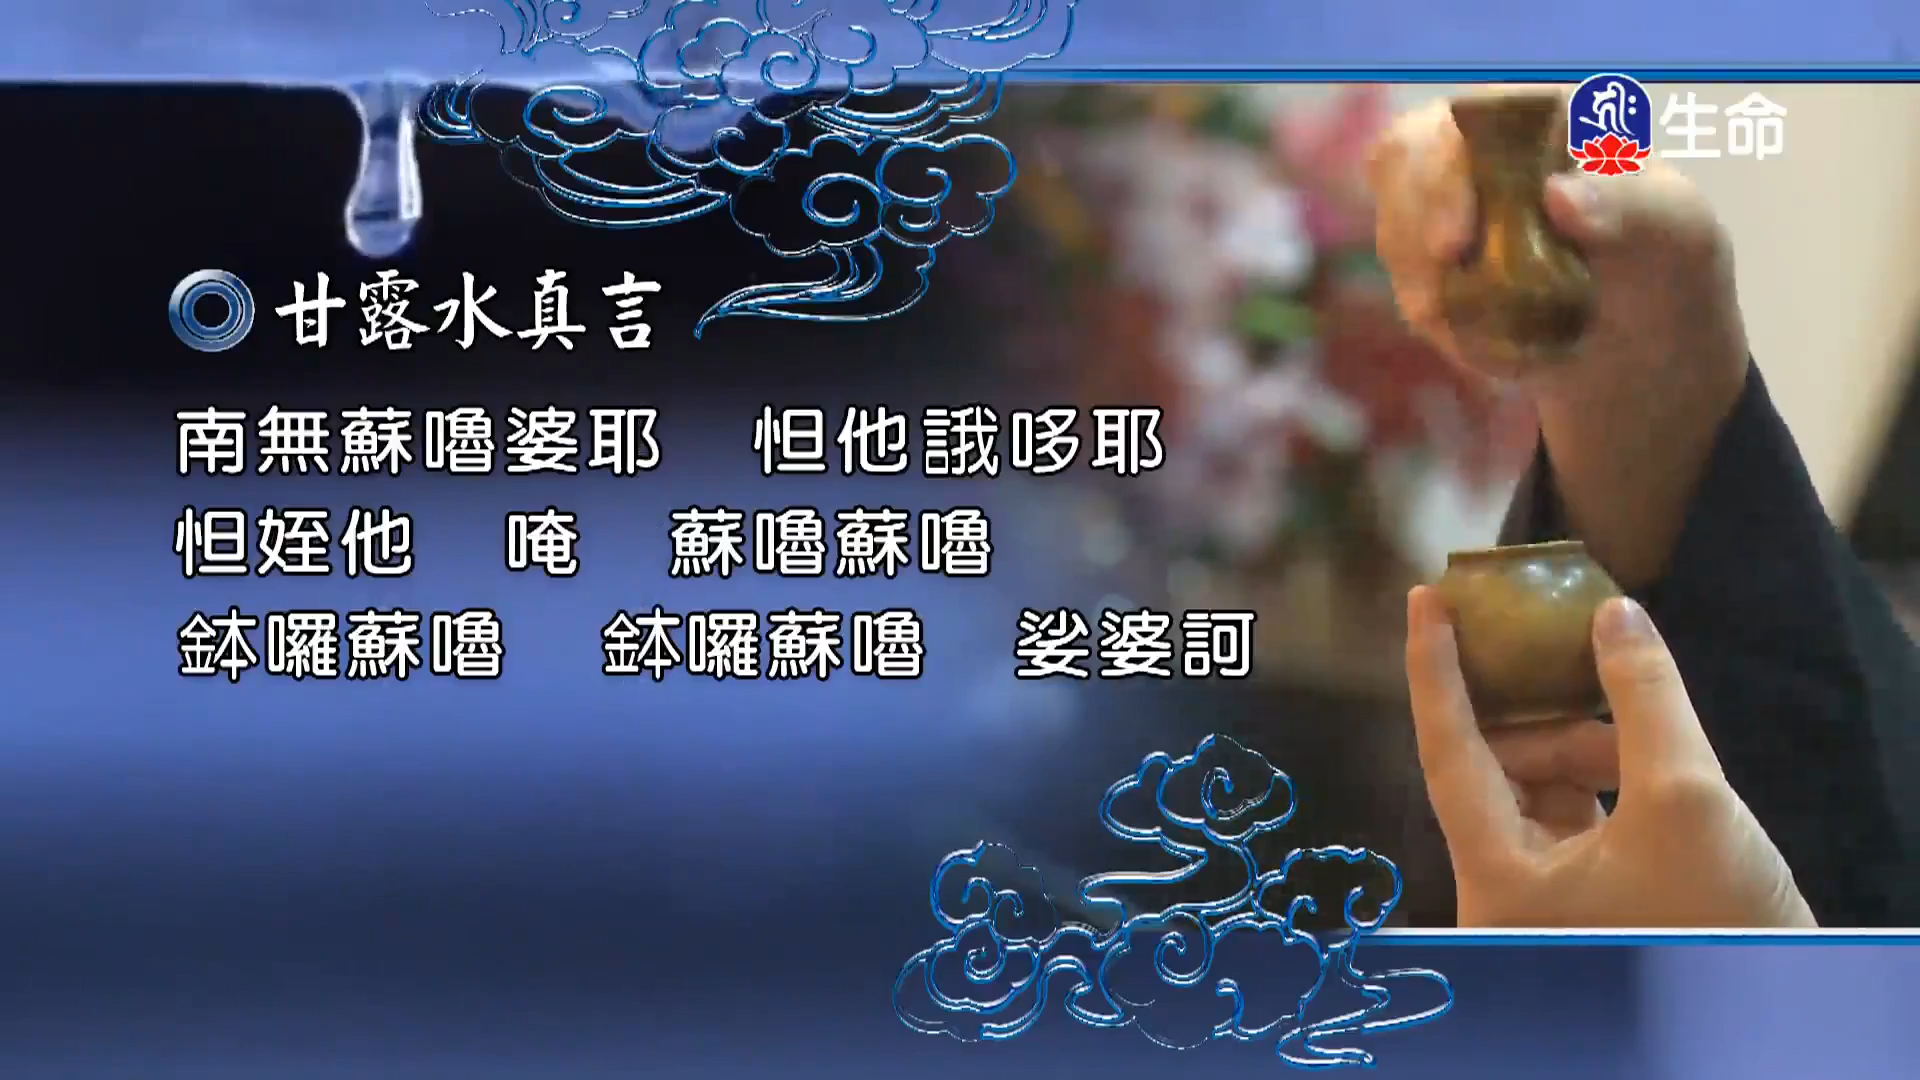 生命
甘露水真言
南無蘇嚕婆耶　怛他誐哆耶
怛姪他　唵　蘇嚕蘇嚕
鉢囉蘇嚕　鉢囉蘇嚕　娑婆訶